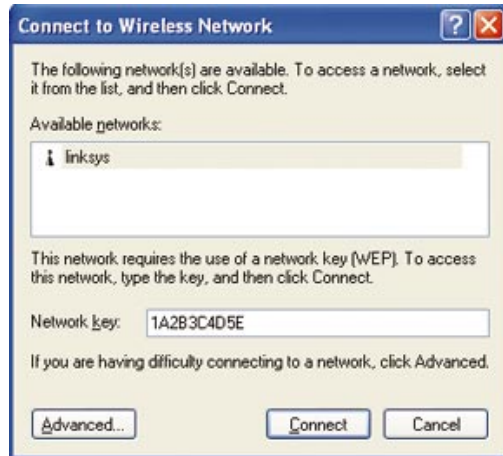 Connect to Wireless Network
The following network(s) are available. To access a network, select
it from the list, and then click Connect.
Available networks:
linksys
This network requires the use of a network key (WEP). To access
this network, type the key, and then click Connect.
Network key: 1A2B3C4D5E
If you are having difficulty connecting to a network, click Advanced.
Advanced... Connect Cancel